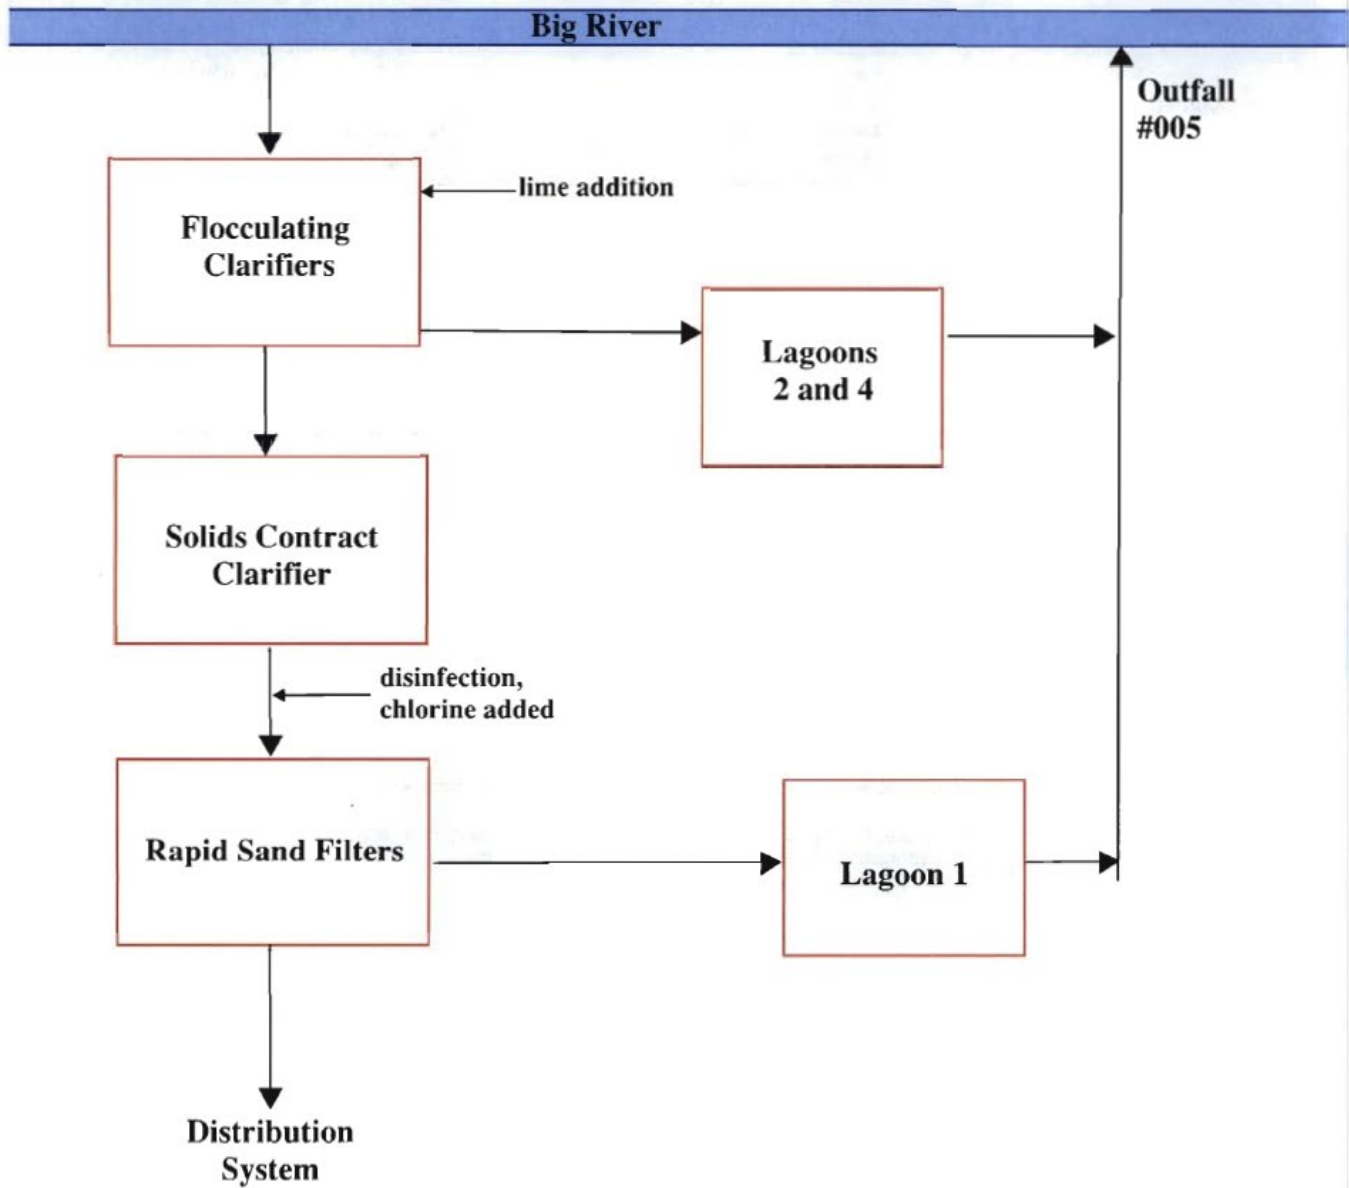 Big River
Outfall
#005
lime addition
Flocculating
Clarifiers
Lagoons
2 and 4
Solids Contract
Clarifier
disinfection,
chlorine added
Rapid Sand Filters
Lagoon 1
Distribution
System